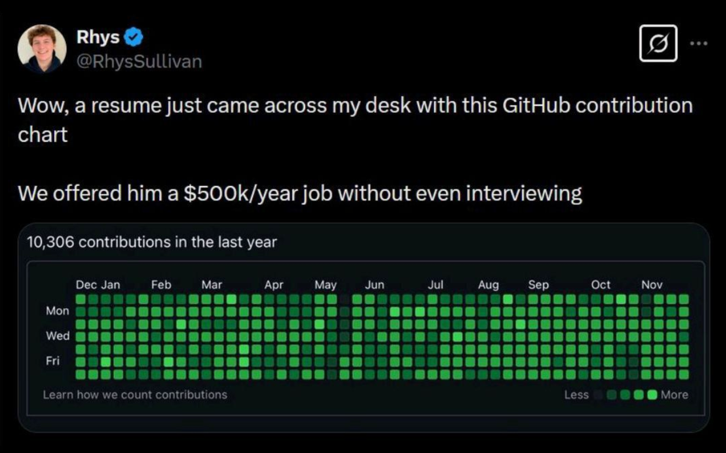 Rhys
@RhysSullivan
Wow, a resume just came across my desk with this GitHub contribution
chart
We offered him a $500k/year job without even interviewing
10,306 contributions in the last year
Dec Jan Feb Mar Apr May Jun Jul Aug Sep Oct Nov
Mon
Wed
Fri
Learn how we count contributions
Less More